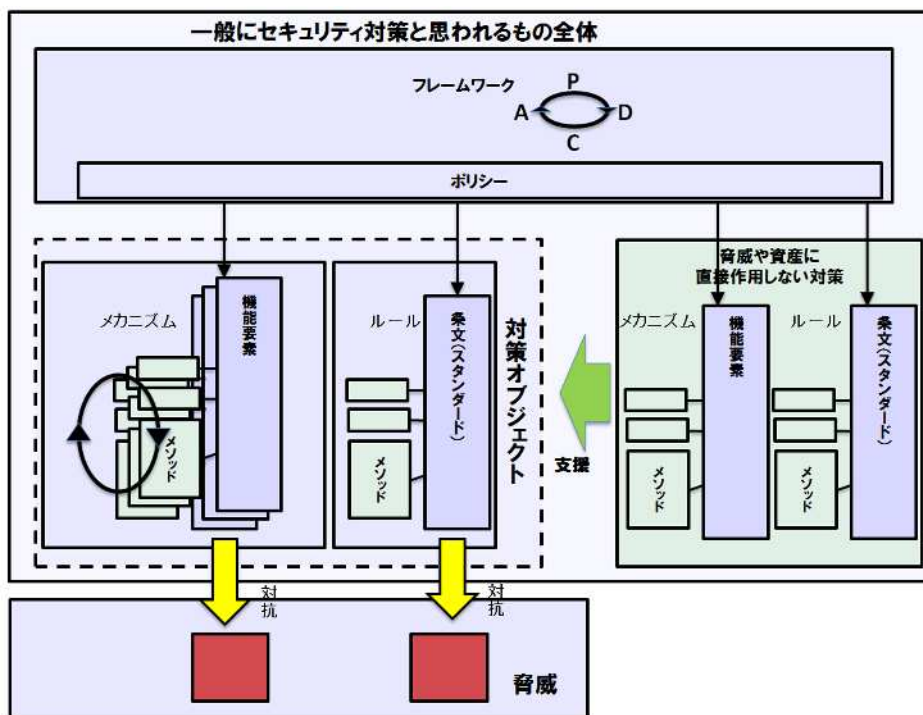 一般にセキュリティ対策と思われるもの全体
フレームワーク
P
A
D
C
ポリシー
メカニズム
機能要素
メソッド
ルール
条文(スタンダード)
メソッド
対策オブジェクト
支援
脅威や資産に
直接作用しない対策
メカニズム
機能要素
メソッド
ルール
条文(スタンダード)
メソッド
対抗
対抗
脅威